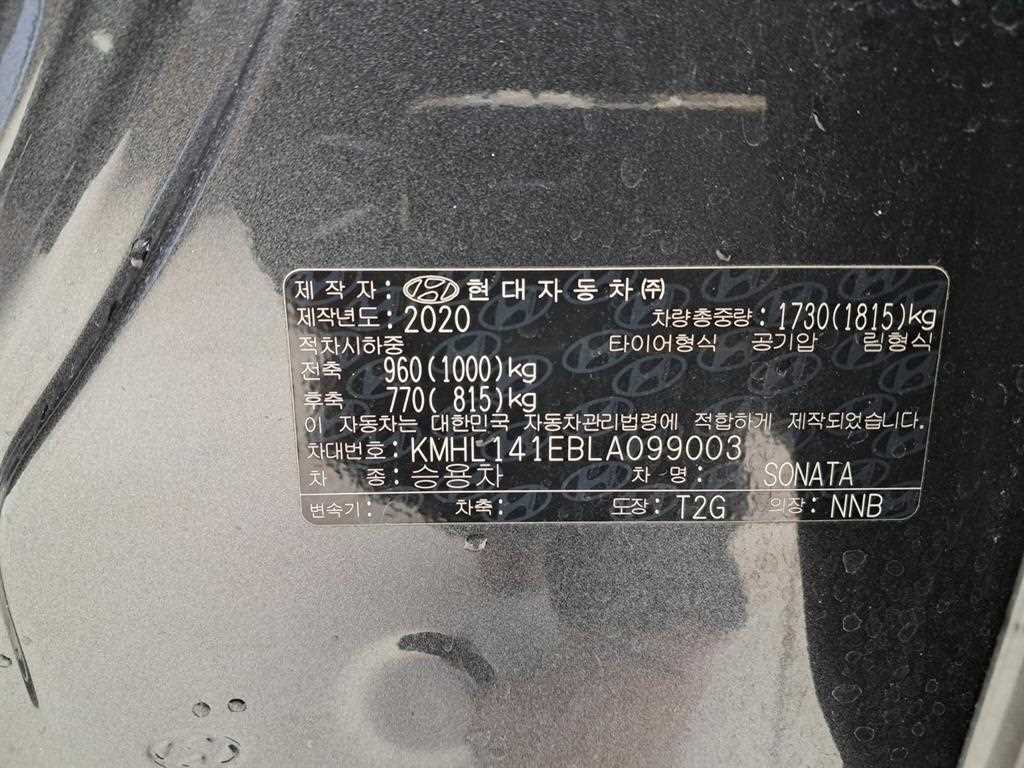 제 작 자 : 현 대 자 동 차 ㈜
제작년도 : 2020 차량총중량 : 1730(1815)kg
적차시하중 타이어형식 공기압 림형식
전축 960(1000)kg
후축 770( 815)kg
이 자동차는 대한민국 자동차관리법령에 적합하게 제작되었습니다.
차대번호 : KMHL141EBLA099003
차 종 : 승용차 차 명 : SONATA
변속기 : 차축 : 도장 : T2G 의장 : NNB